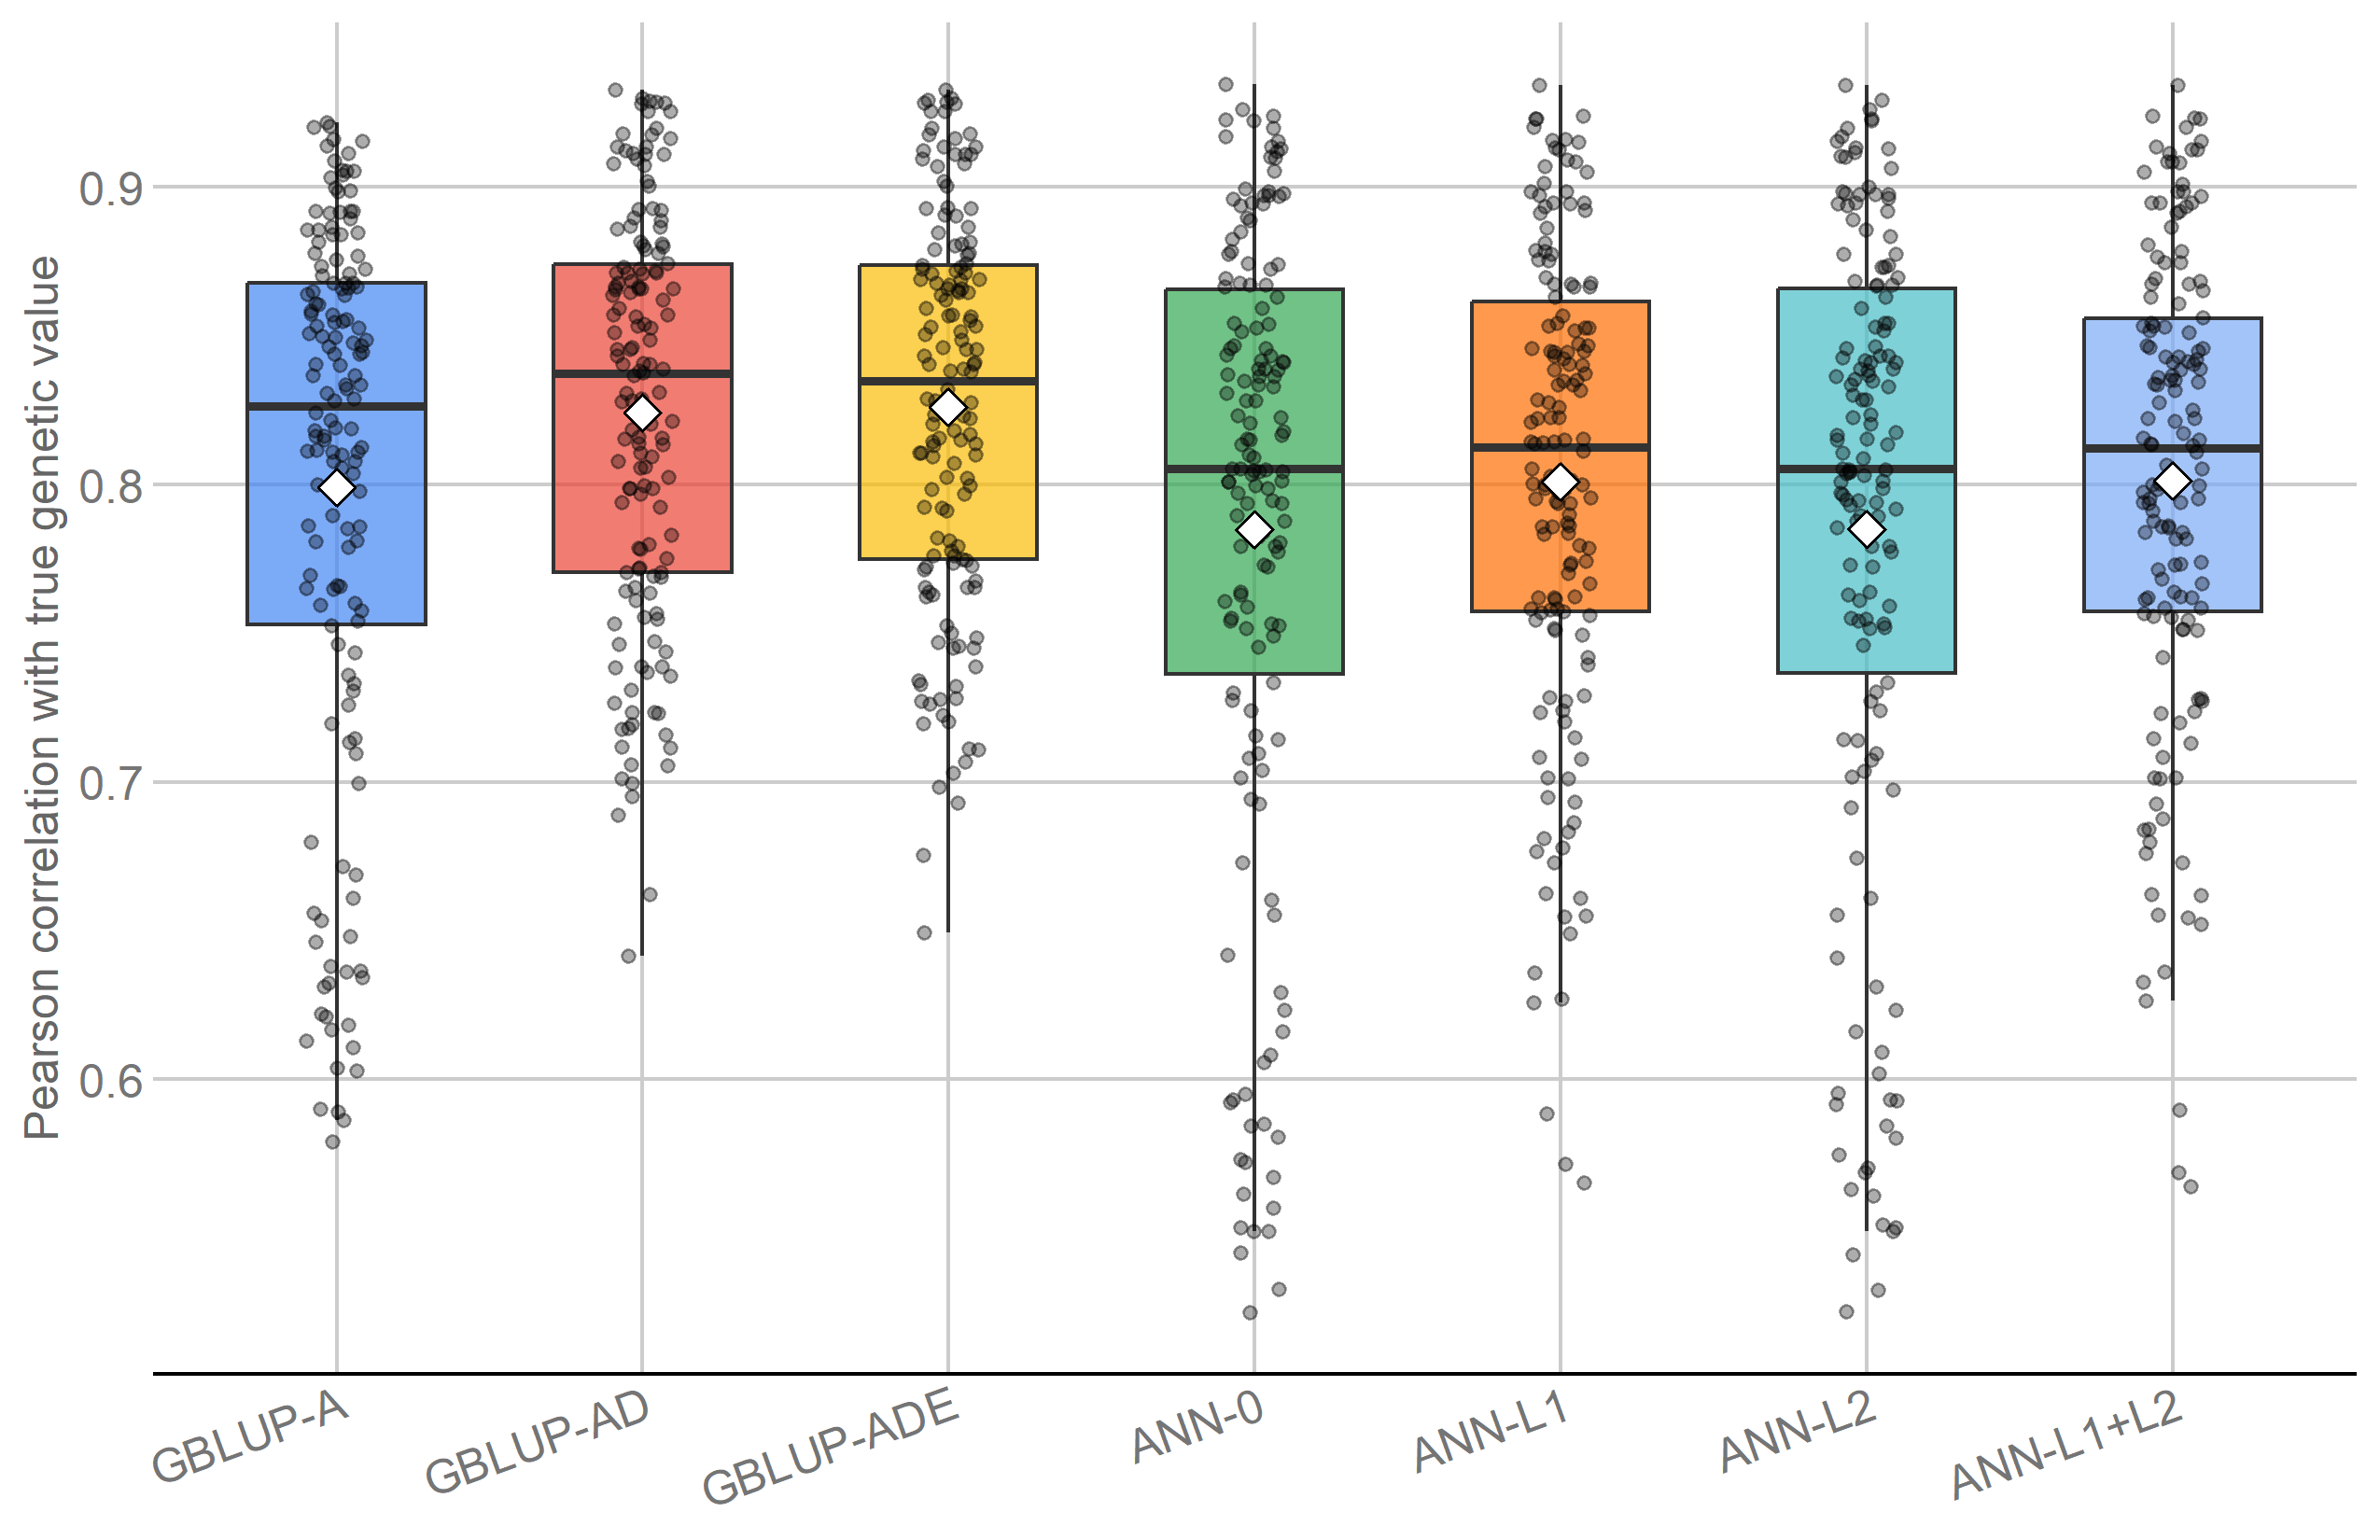 Pearson correlation with true genetic value
0.9
0.8
0.7
0.6
GBLUP-A
GBLUP-AD
GBLUP-ADE
ANN-0
ANN-L1
ANN-L2
ANN-L1+L2